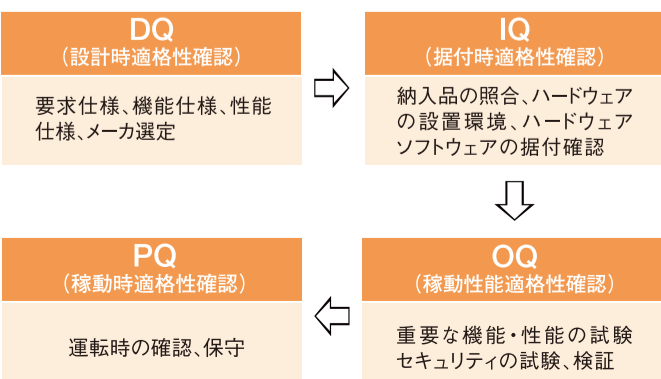 DQ
（設計時適格性確認）
要求仕様、機能仕様、性能
仕様、メーカ選定
IQ
（据付時適格性確認）
納入品の照合、ハードウェア
の設置環境、ハードウェア
ソフトウェアの据付確認
OQ
（稼動性能適格性確認）
重要な機能・性能の試験
セキュリティの試験、検証
PQ
（稼動時適格性確認）
運転時の確認、保守